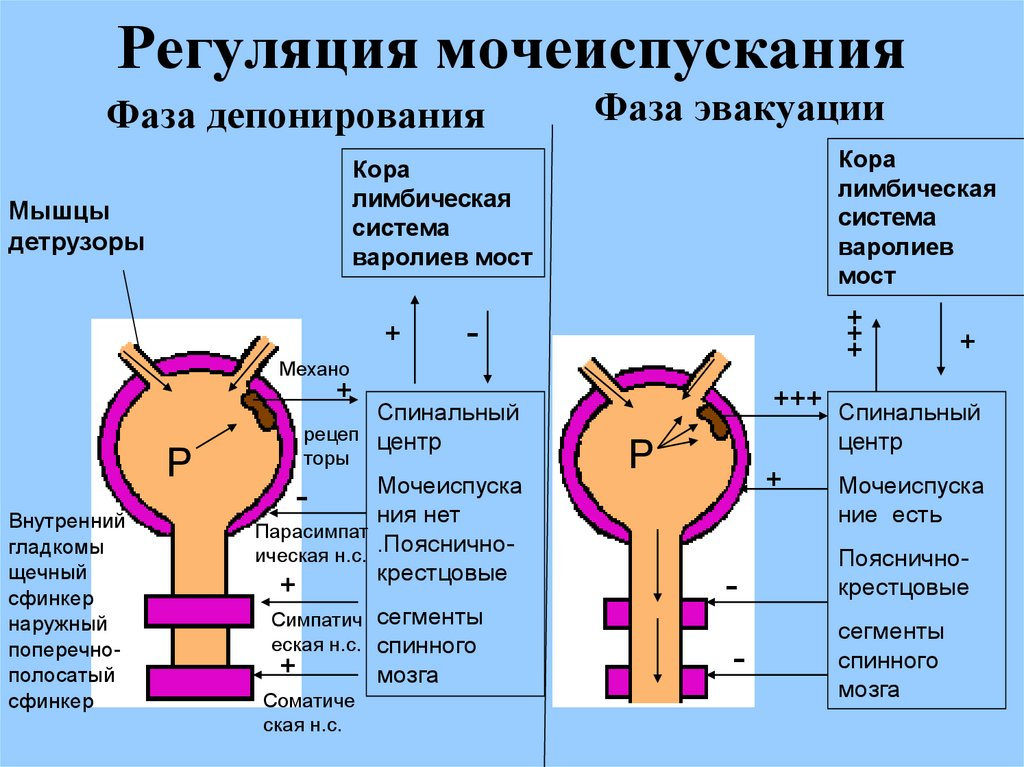 Регуляция мочеиспускания
Фаза депонирования
Фаза эвакуации
Мышцы
детрузоры
Кора
лимбическая
система
варолиев мост
+
-
Механо
+
рецеп
торы
P
-
Парасимпат
ическая н.с.
+
Симпатич
еская н.с.
+
Соматиче
ская н.с.
Внутренний
гладкомы
щечный
сфинкер
наружный
поперечно-
полосатый
сфинкер
Спинальный
центр
Мочеиспуска
ния нет
.Пояснично-
крестцовые
сегменты
спинного
мозга
Кора
лимбическая
система
варолиев
мост
+
+
+
+
+++
P
+
-
-
Спинальный
центр
Мочеиспуска
ние есть
Пояснично-
крестцовые
сегменты
спинного
мозга